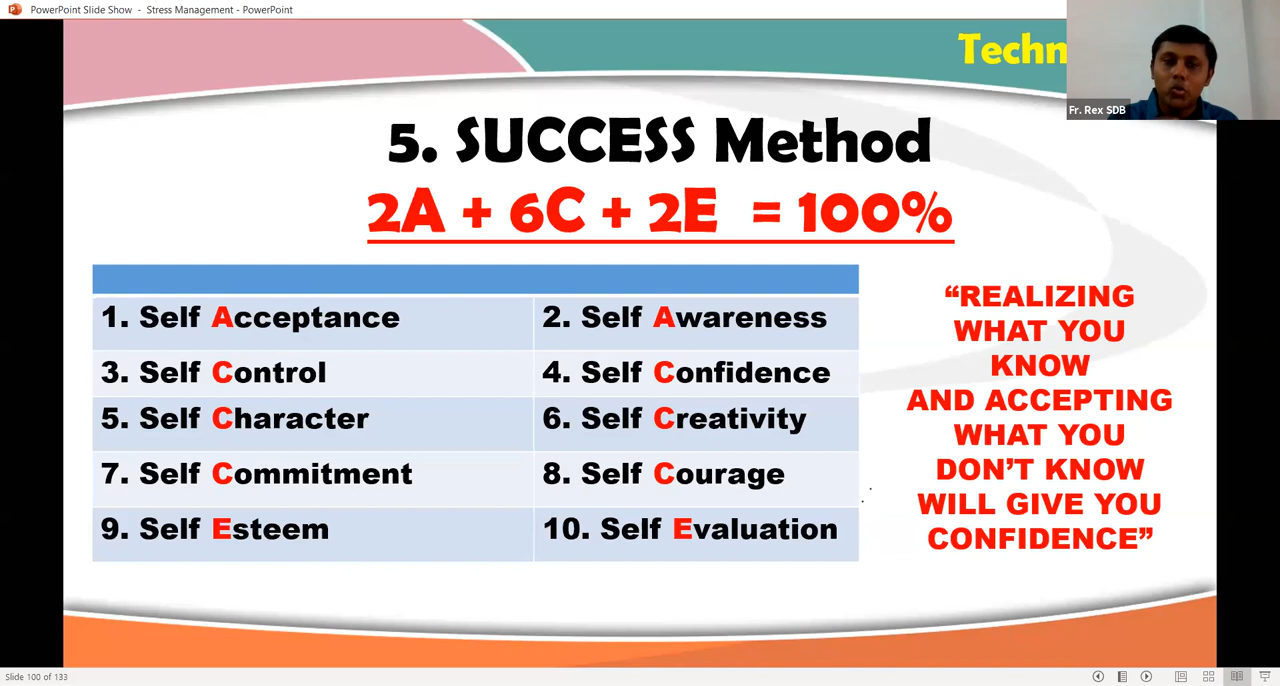 PowerPoint Slide Show - Stress Management - PowerPoint
Techn
Fr. Rex SDB
5. SUCCESS Method
2A + 6C + 2E = 100%
1. Self Acceptance
2. Self Awareness
3. Self Control
4. Self Confidence
5. Self Character
6. Self Creativity
7. Self Commitment
8. Self Courage
9. Self Esteem
10. Self Evaluation
“REALIZING
WHAT YOU
KNOW
AND ACCEPTING
WHAT YOU
DON’T KNOW
WILL GIVE YOU
CONFIDENCE”
Slide 100 of 133